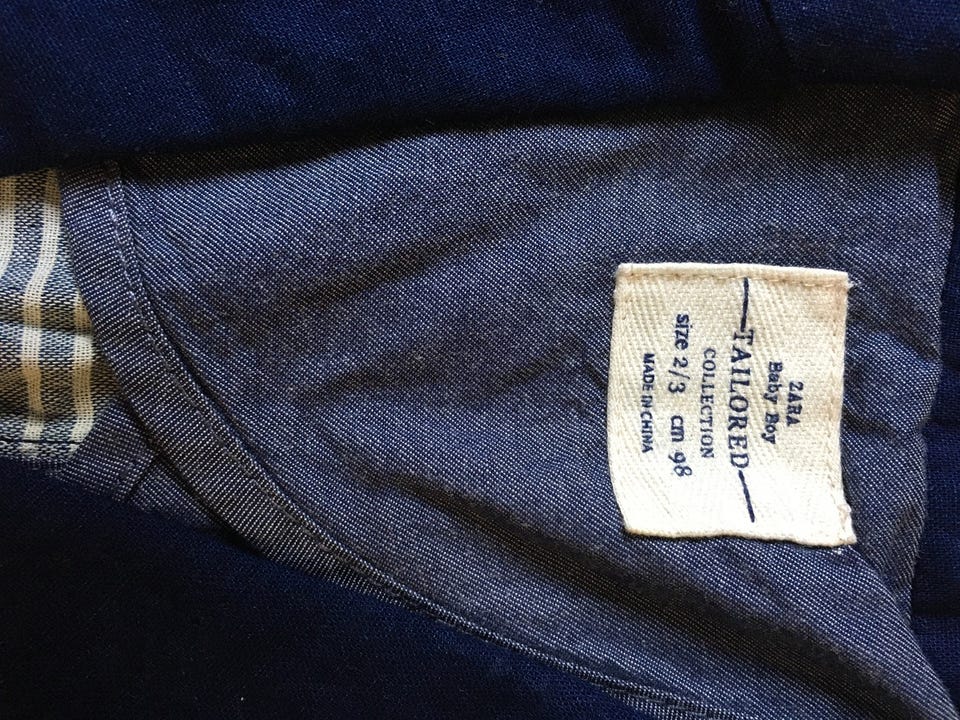 ZARA
Baby Boy
TAILORED
COLLECTION
size 2/3 cm 98
MADE IN CHINA